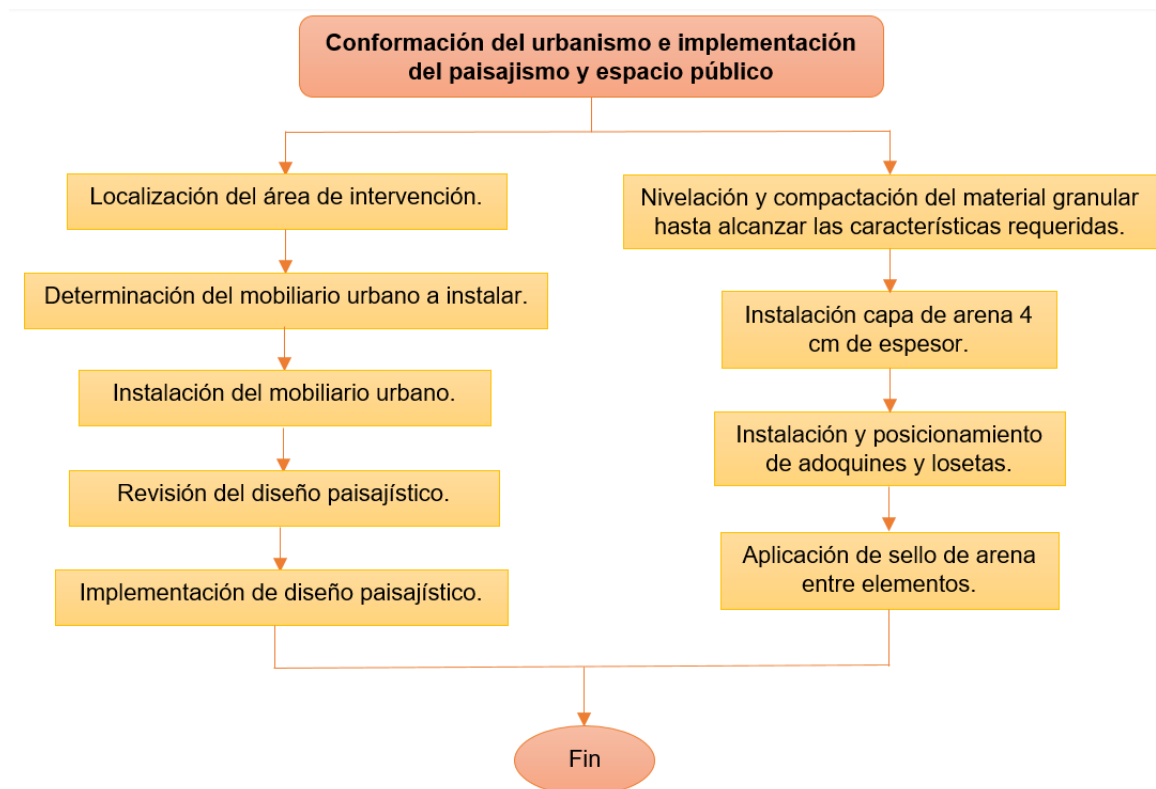 Conformación del urbanismo e implementación
del paisajismo y espacio público
Localización del área de intervención.
Determinación del mobiliario urbano a instalar.
Instalación del mobiliario urbano.
Revisión del diseño paisajístico.
Implementación de diseño paisajístico.
Nivelación y compactación del material granular
hasta alcanzar las características requeridas.
Instalación capa de arena 4
cm de espesor.
Instalación y posicionamiento
de adoquines y losetas.
Aplicación de sello de arena
entre elementos.
Fin